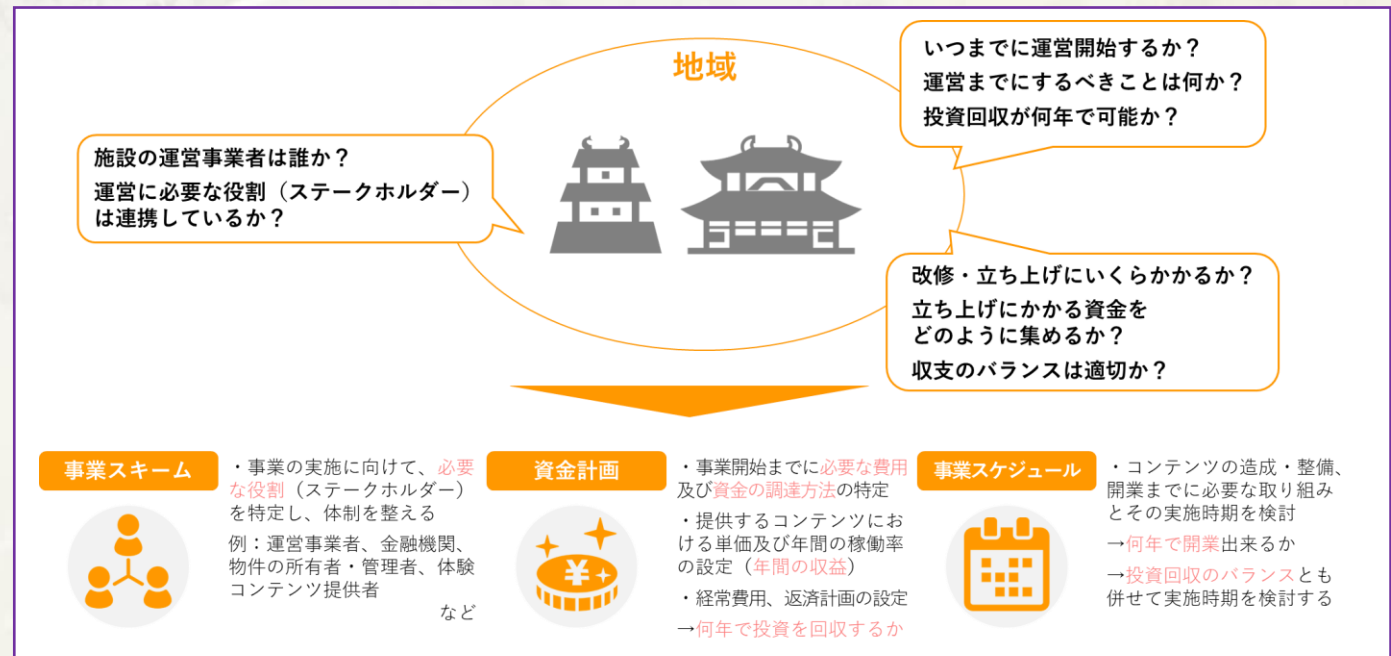 地域
施設の運営事業者は誰か？
運営に必要な役割（ステークホルダー）
は連携しているか？
いつまでに運営開始するか？
運営までにするべきことは何か？
投資回収が何年で可能か？
改修・立ち上げにいくらかかるか？
立ち上げにかかる資金を
どのように集めるか？
収支のバランスは適切か？
事業スキーム
・事業の実施に向けて、必要
な役割（ステークホルダー）
を特定し、体制を整える
例：運営事業者、金融機関、
物件の所有者・管理者、体験
コンテンツ提供者
など
資金計画
¥
・事業開始までに必要な費用
及び資金の調達方法の特定
・提供するコンテンツにお
ける単価及び年間の稼働率
の設定（年間の収益）
・経常費用、返済計画の設定
→何年で投資を回収するか
事業スケジュール
・コンテンツの造成・整備、
開業までに必要な取り組み
とその実施時期を検討
→何年で開業出来るか
→投資回収のバランスとも
併せて実施時期を検討する